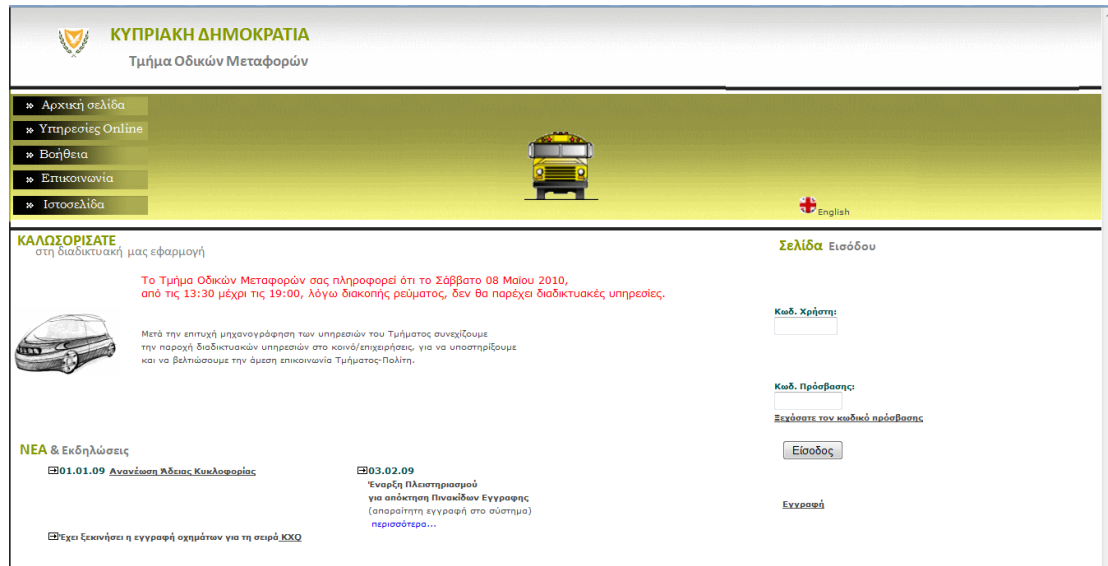 ΚΥΠΡΙΑΚΗ ΔΗΜΟΚΡΑΤΙΑ
Τμήμα Οδικών Μεταφορών
» Αρχική σελίδα
» Υπηρεσίες Online
» Βοήθεια
» Επικοινωνία
» Ιστοσελίδα
English
ΚΑΛΩΣΟΡΙΣΑΤΕ
στη διαδικτυακή μας εφαρμογή
Το Τμήμα Οδικών Μεταφορών σας πληροφορεί ότι το Σάββατο 08 Μαϊου 2010,
από τις 13:30 μέχρι τις 19:00, λόγω διακοπής ρεύματος, δεν θα παρέχει διαδικτυακές υπηρεσίες.
Μετά την επιτυχή μηχανογράφηση των υπηρεσιών του Τμήματος συνεχίζουμε
την παροχή διαδικτυακών υπηρεσιών στο κοινό/επιχειρήσεις, για να υποστηρίξουμε
και να βελτιώσουμε την άμεση επικοινωνία Τμήματος-Πολίτη.
Σελίδα Εισόδου
Κωδ. Χρήστη:
Κωδ. Πρόσβασης:
Ξεχάσατε τον κωδικό πρόσβασης
Είσοδος
Εγγραφή
ΝΕΑ & Εκδηλώσεις
01.01.09 Ανανέωση Άδειας Κυκλοφορίας
03.02.09
Έναρξη Πλειστηριασμού
για απόκτηση Πινακίδων Εγγραφης
(απαραίτητη εγγραφή στο σύστημα)
περισσότερα...
Έχει ξεκινήσει η εγγραφή οχημάτων για τη σειρά ΚΧQ